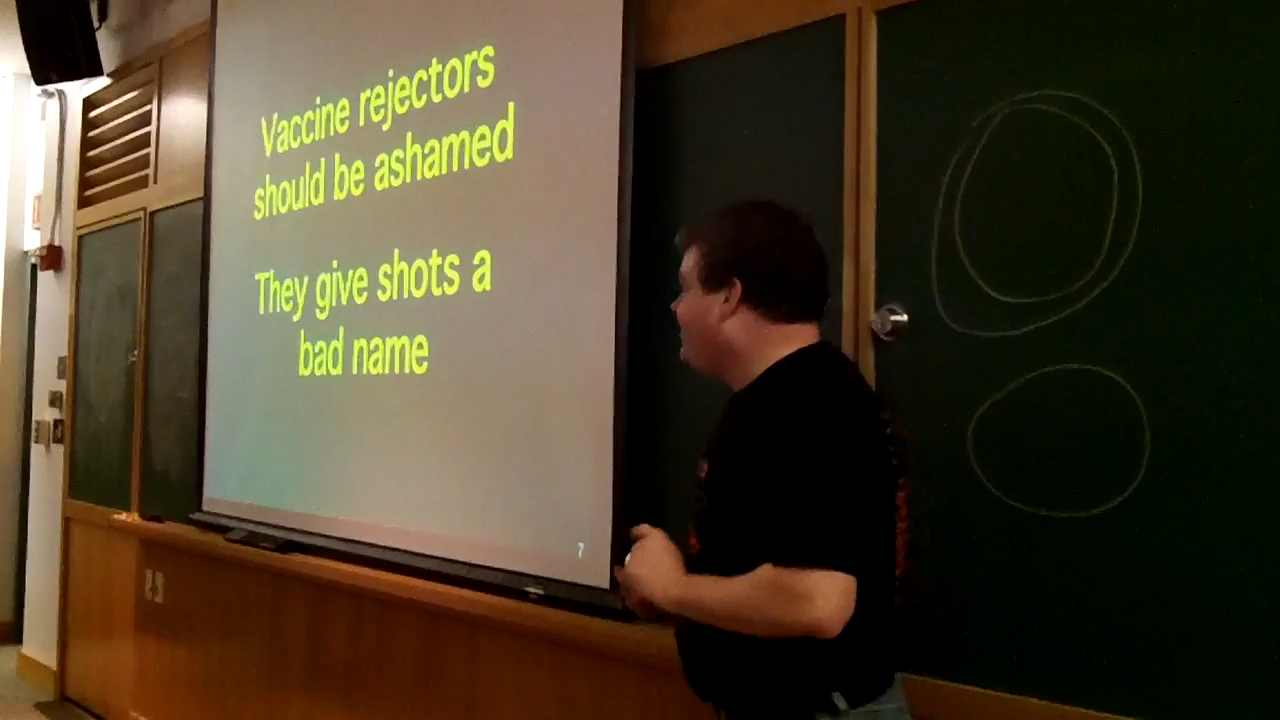 Vaccine rejectors
should be ashamed
They give shots a
bad name
7